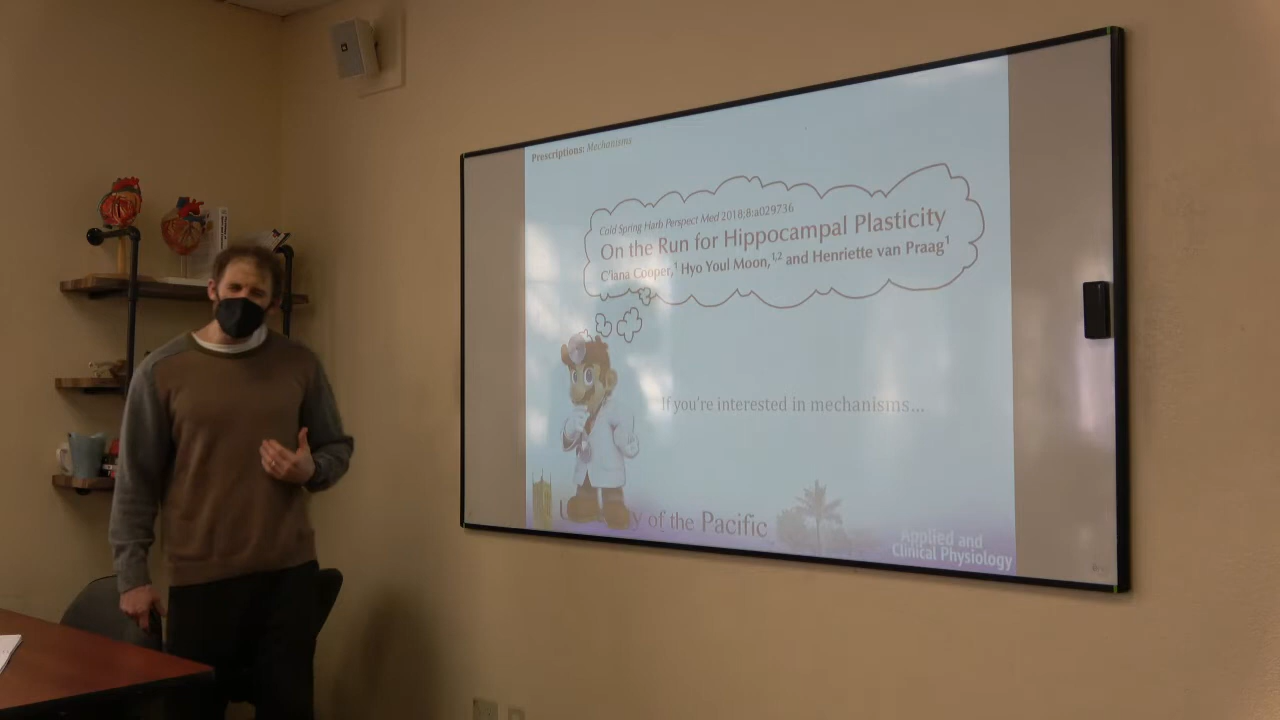 Prescriptions: Mechanisms
Cold Spring Harb Perspect Med 2018;8:a029736
On the Run for Hippocampal Plasticity
C'iana Cooper,¹ Hyo Youl Moon,¹,² and Henriette van Praag¹
If you're interested in mechanisms...
y of the Pacific
Applied and
Clinical Physiology